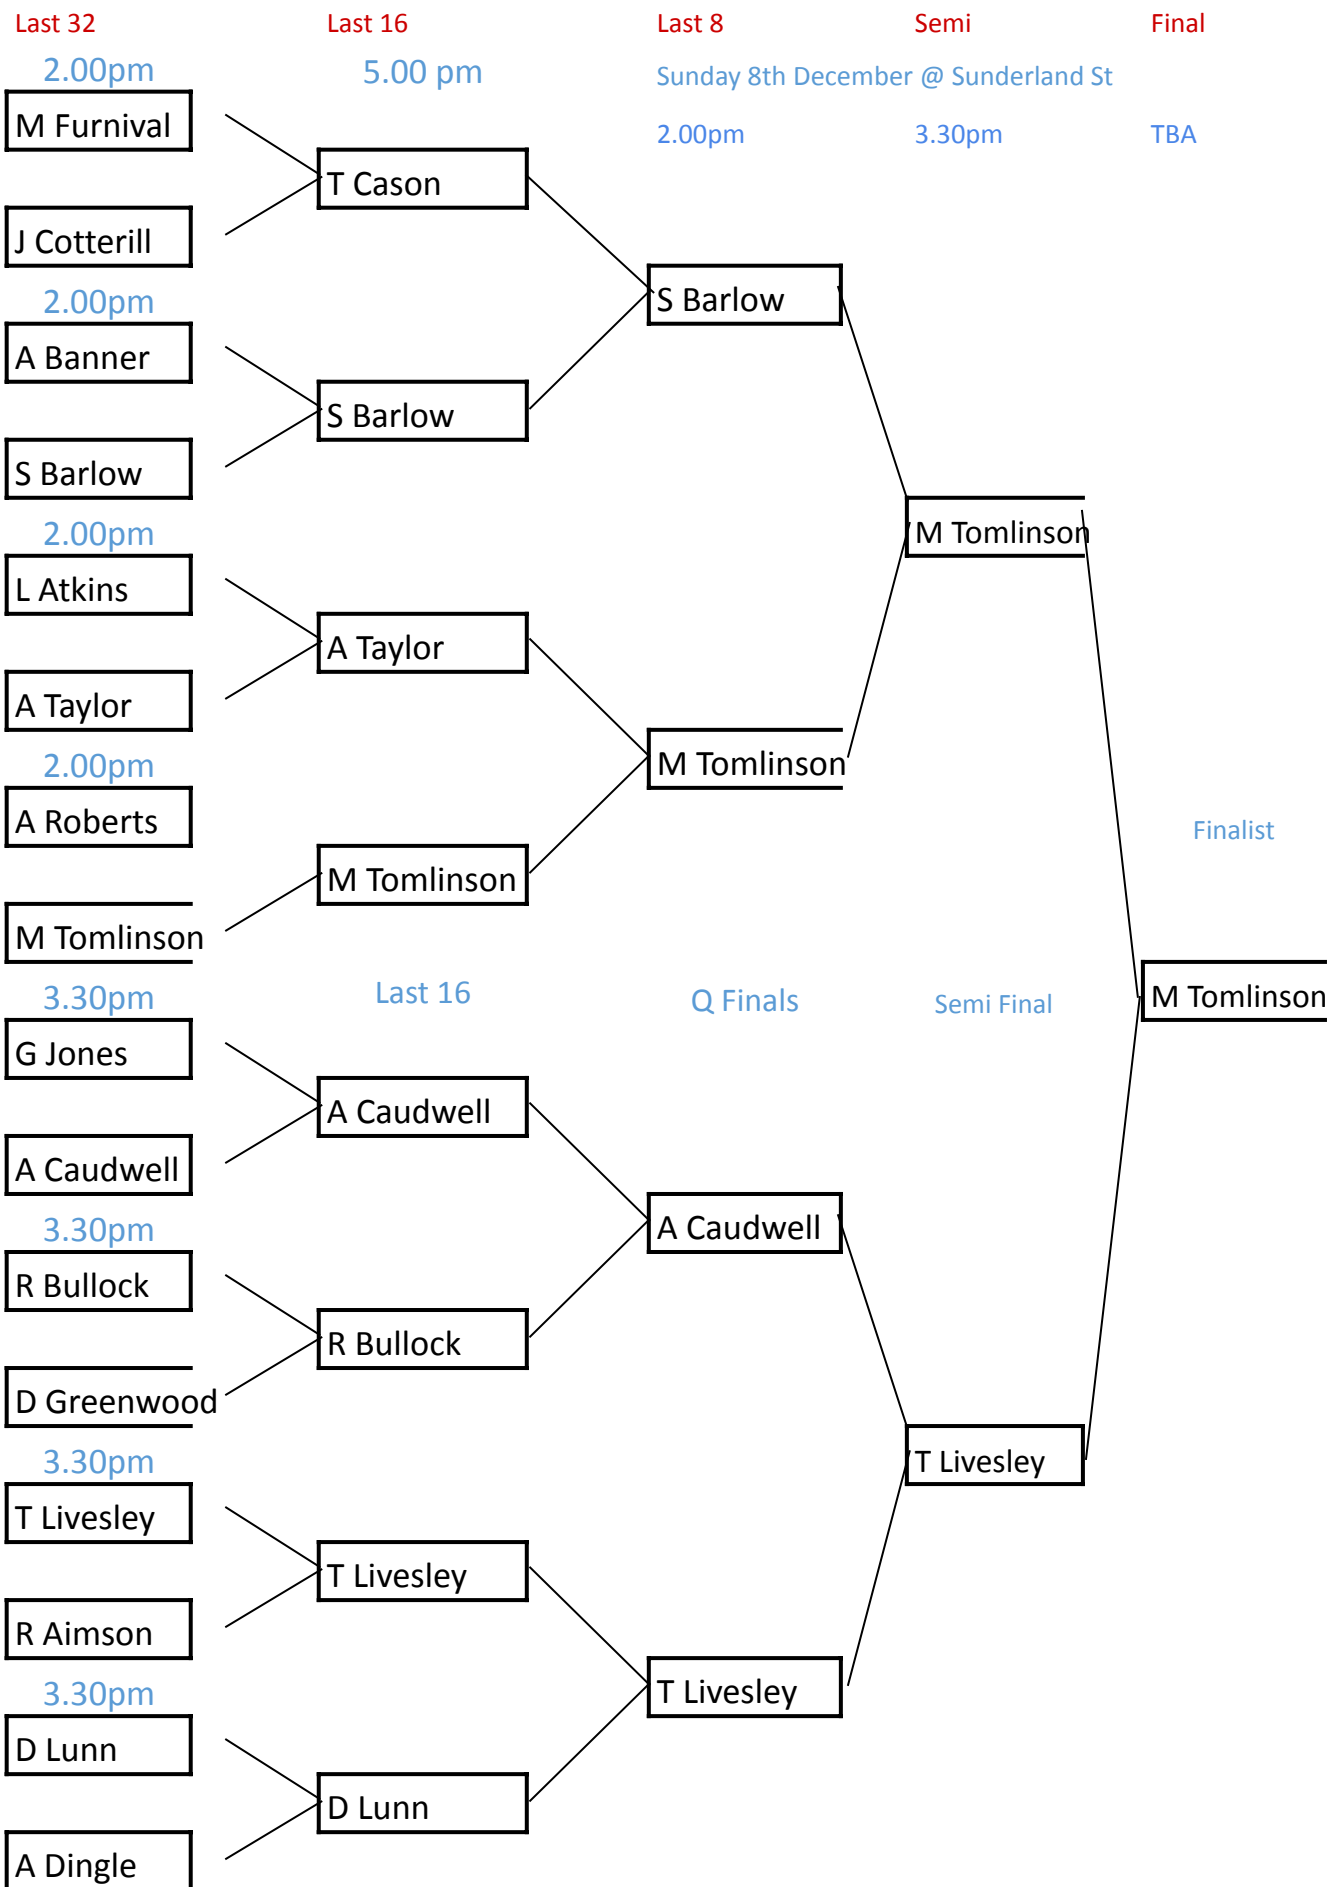 Last 32 Last 16 Last 8 Semi Final
2.00pm 5.00 pm Sunday 8th December @ Sunderland St
M Furnival 2.00pm 3.30pm TBA
T Cason
J Cotterill
2.00pm S Barlow
A Banner
S Barlow
S Barlow
2.00pm M Tomlinson
L Atkins
A Taylor
A Taylor
2.00pm M Tomlinson
A Roberts Finalist
M Tomlinson
M Tomlinson
3.30pm Last 16 Q Finals Semi Final M Tomlinson
G Jones
A Caudwell
A Caudwell
3.30pm A Caudwell
R Bullock
R Bullock
D Greenwood
3.30pm T Livesley
T Livesley
T Livesley
R Aimson
3.30pm T Livesley
D Lunn
D Lunn
A Dingle